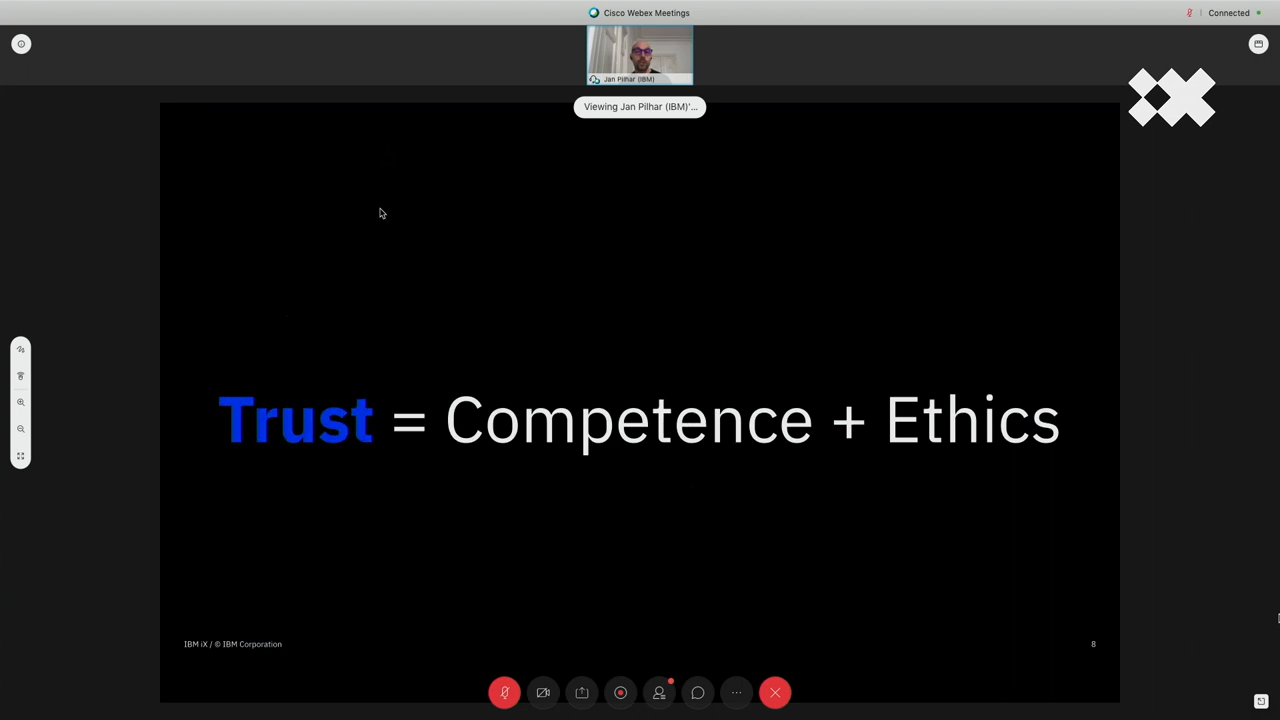 Cisco Webex Meetings
Connected
Jan Pilhar (IBM)
Viewing Jan Pilhar (IBM)'...
Trust = Competence + Ethics
IBM iX / © IBM Corporation
8